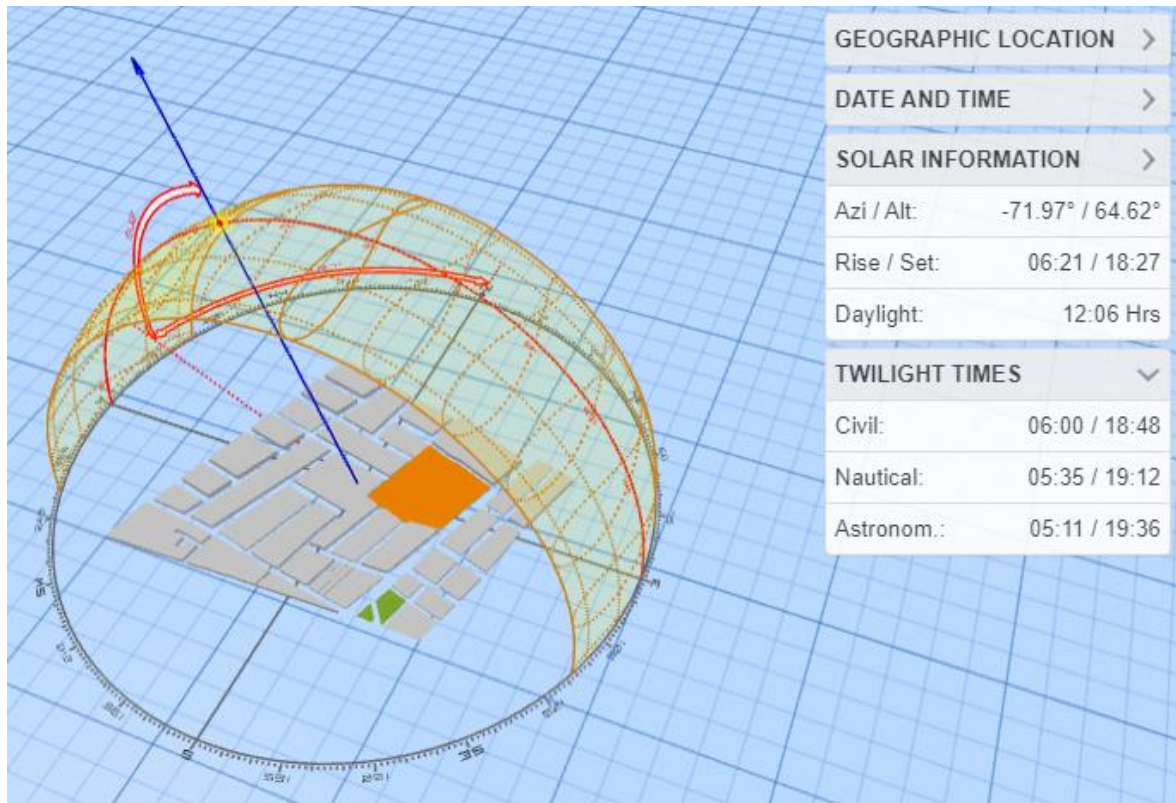 GEOGRAPHIC LOCATION
DATE AND TIME
SOLAR INFORMATION
Azi / Alt: -71.97° / 64.62°
Rise / Set: 06:21 / 18:27
Daylight: 12:06 Hrs
TWILIGHT TIMES
Civil: 06:00 / 18:48
Nautical: 05:35 / 19:12
Astronom.: 05:11 / 19:36
E
S